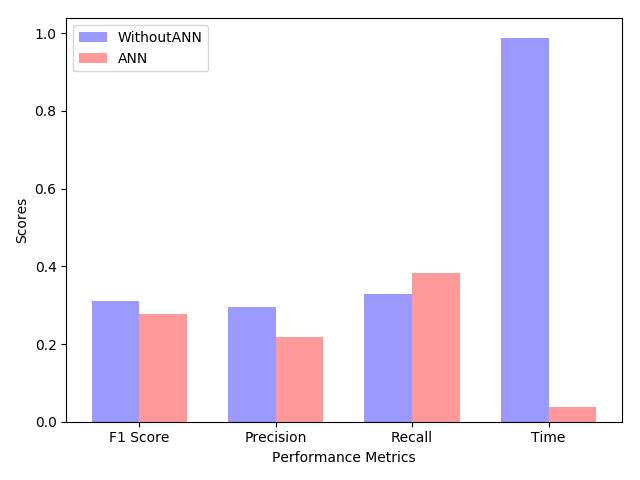 WithoutANN
ANN
1.0
0.8
0.6
0.4
0.2
0.0
Scores
F1 Score
Precision
Recall
Time
Performance Metrics